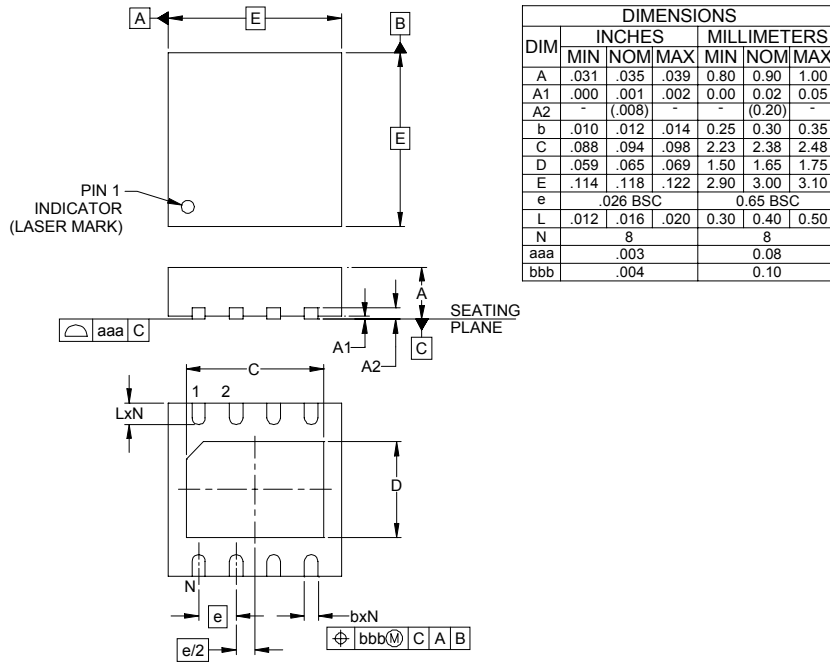 A
E
B
E
PIN 1
INDICATOR
(LASER MARK)
A
SEATING
PLANE
aaa C
A1
A2
C
C
1 2
LxN
D
N
e
bxN
e/2
⌖ bbbⓂ C A B
DIMENSIONS
DIM INCHES MILLIMETERS
MIN NOM MAX MIN NOM MAX
A .031 .035 .039 0.80 0.90 1.00
A1 .000 .001 .002 0.00 0.02 0.05
A2 - (.008) - - (0.20) -
b .010 .012 .014 0.25 0.30 0.35
C .088 .094 .098 2.23 2.38 2.48
D .059 .065 .069 1.50 1.65 1.75
E .114 .118 .122 2.90 3.00 3.10
e .026 BSC 0.65 BSC
L .012 .016 .020 0.30 0.40 0.50
N 8 8
aaa .003 0.08
bbb .004 0.10